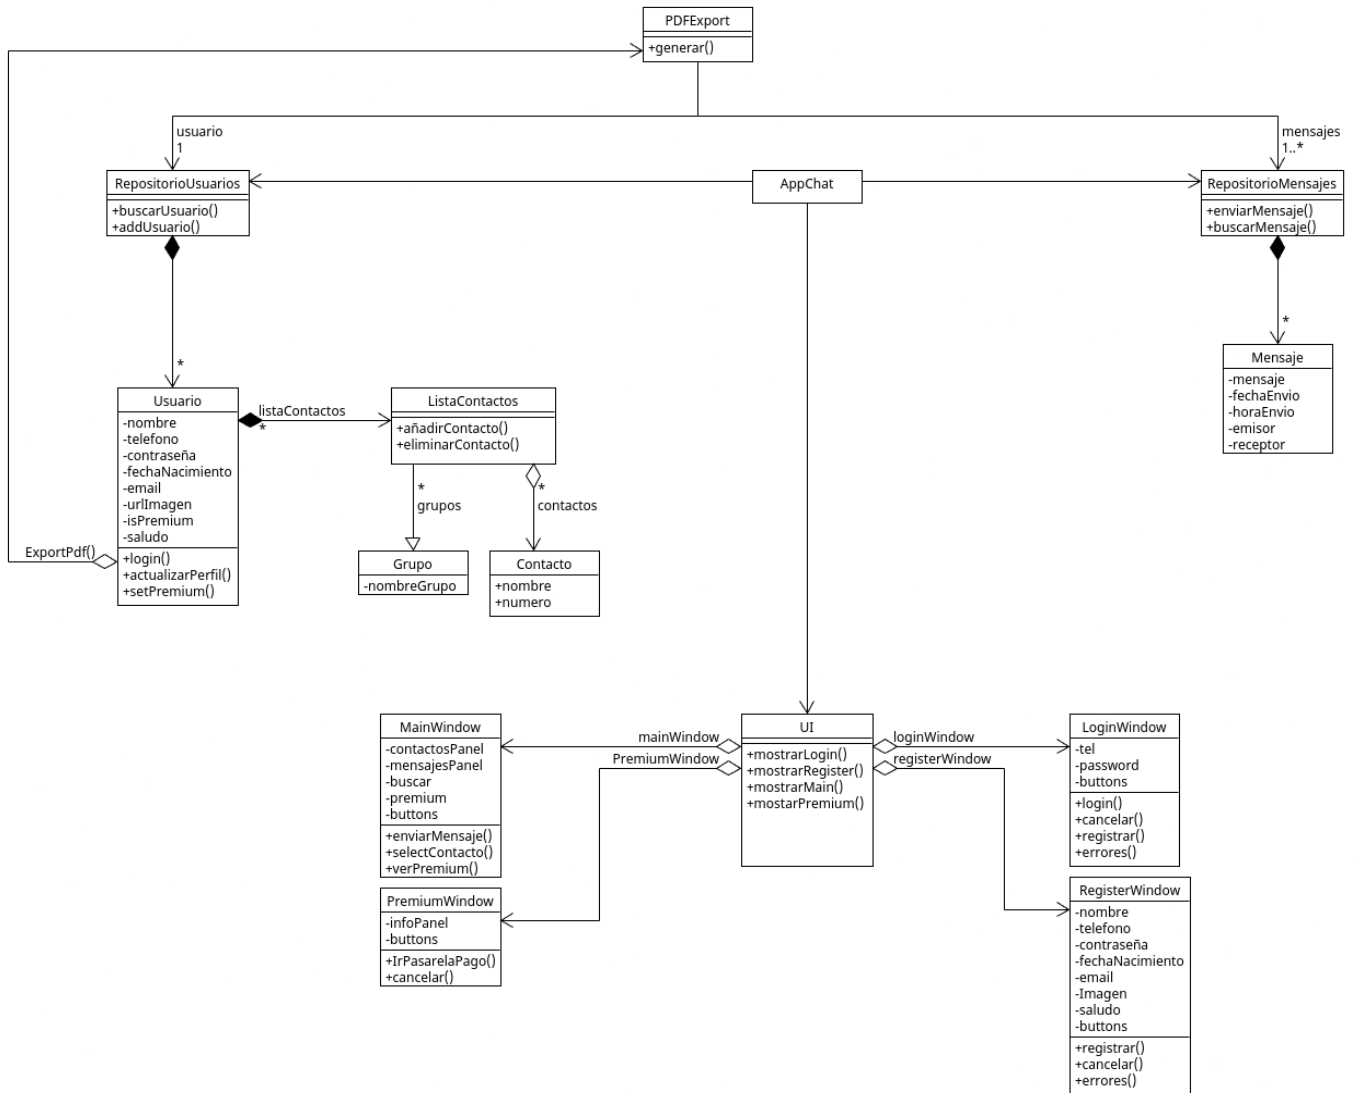 PDFExport
+generar()
usuario
1
mensajes
1..*
RepositorioUsuarios
+buscarUsuario()
+addUsuario()
AppChat
RepositorioMensajes
+enviarMensaje()
+buscarMensaje()
*
*
Mensaje
-mensaje
-fechaEnvio
-horaEnvio
-emisor
-receptor
Usuario
-nombre
-telefono
-contraseña
-fechaNacimiento
-email
-urlImagen
-isPremium
-saludo
+login()
+actualizarPerfil()
+setPremium()
listaContactos
*
ListaContactos
+añadirContacto()
+eliminarContacto()
*
grupos
*
contactos
ExportPdf()
Grupo
-nombreGrupo
Contacto
+nombre
+numero
MainWindow
-contactosPanel
-mensajesPanel
-buscar
-premium
-buttons
+enviarMensaje()
+selectContacto()
+verPremium()
mainWindow
PremiumWindow
UI
+mostrarLogin()
+mostrarRegister()
+mostrarMain()
+mostarPremium()
loginWindow
registerWindow
LoginWindow
-tel
-password
-buttons
+login()
+cancelar()
+registrar()
+errores()
PremiumWindow
-infoPanel
-buttons
+IrPasarelaPago()
+cancelar()
RegisterWindow
-nombre
-telefono
-contraseña
-fechaNacimiento
-email
-Imagen
-saludo
-buttons
+registrar()
+cancelar()
+errores()